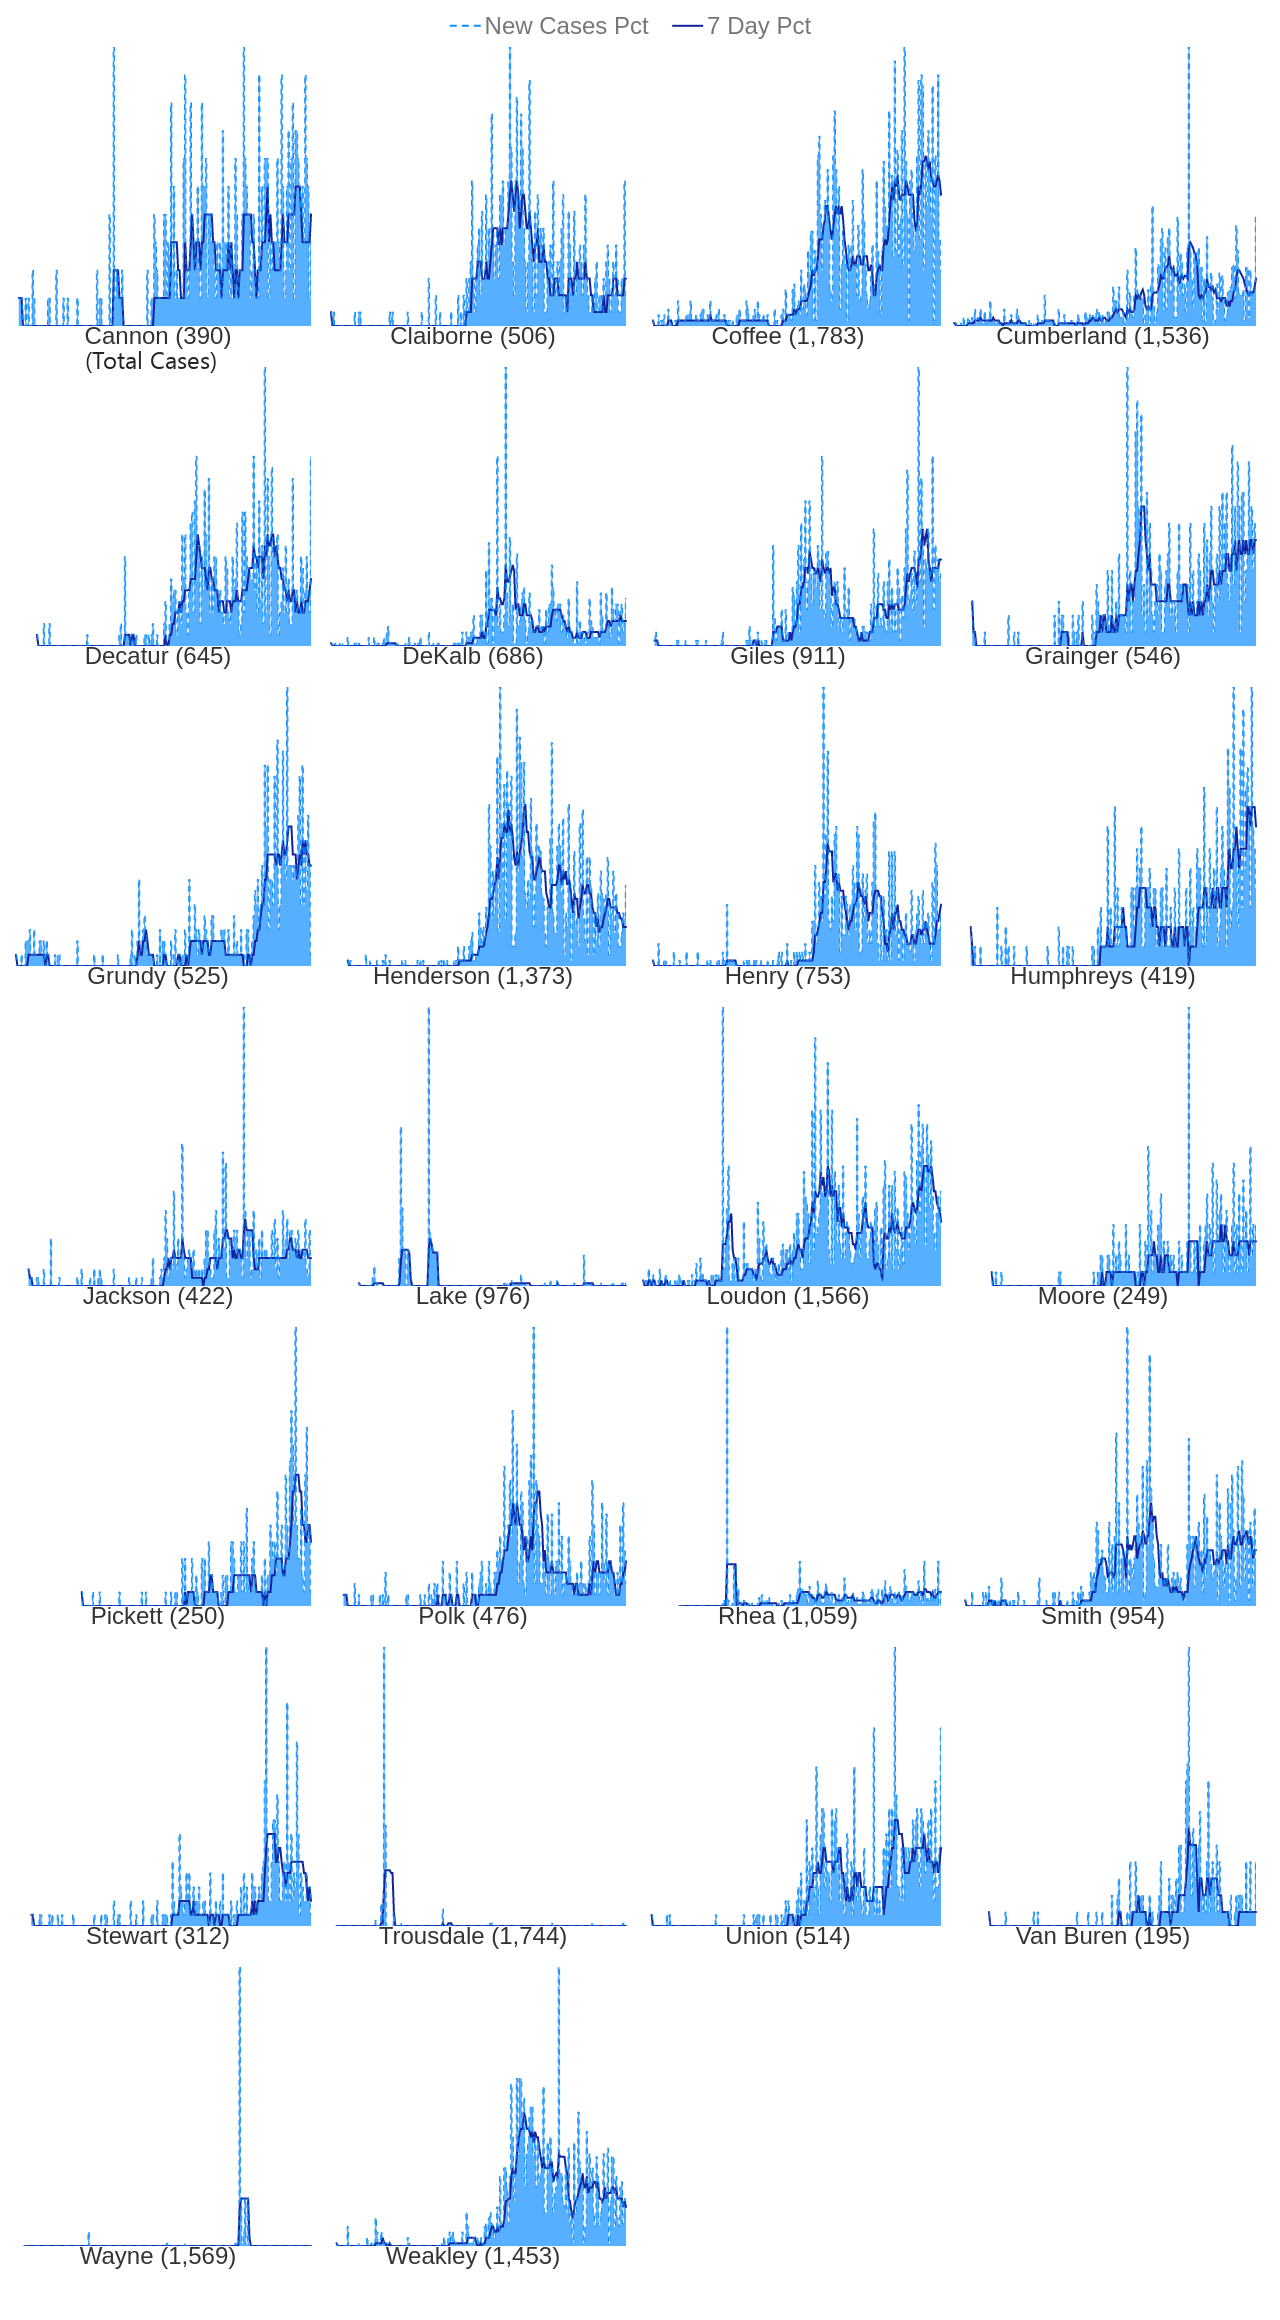 New Cases Pct 7 Day Pct
Cannon (390) Claiborne (506) Coffee (1,783) Cumberland (1,536)
(Total Cases)
Decatur (645) DeKalb (686) Giles (911) Grainger (546)
Grundy (525) Henderson (1,373) Henry (753) Humphreys (419)
Jackson (422) Lake (976) Loudon (1,566) Moore (249)
Pickett (250) Polk (476) Rhea (1,059) Smith (954)
Stewart (312) Trousdale (1,744) Union (514) Van Buren (195)
Wayne (1,569) Weakley (1,453)